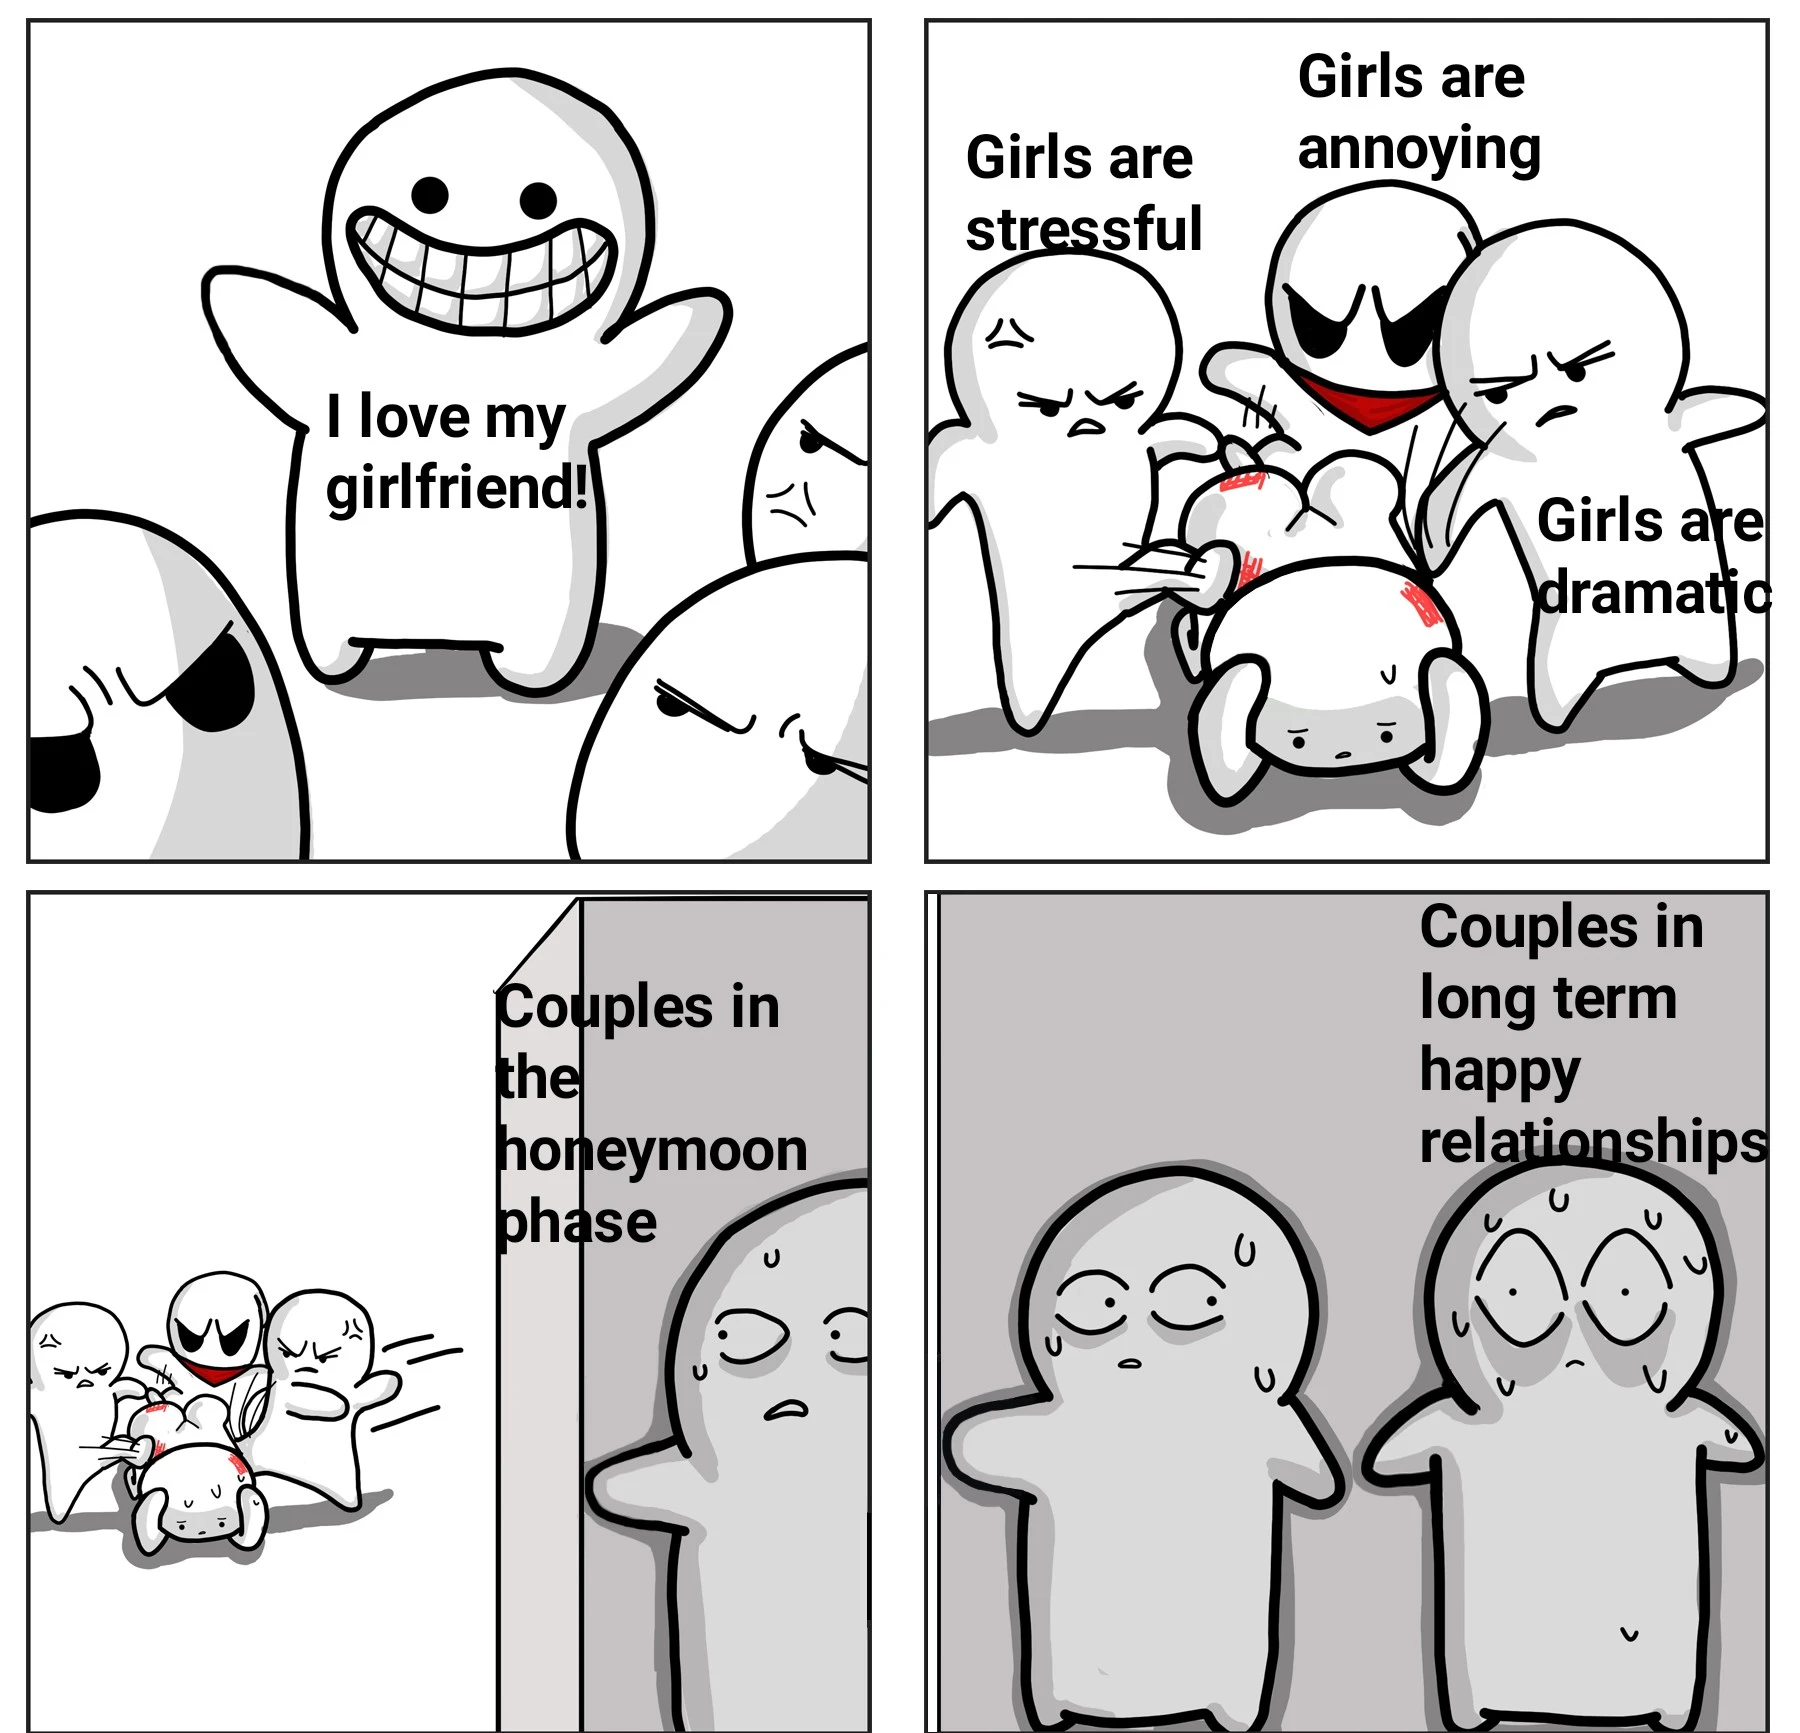 I love my
girlfriend!
Girls are
annoying
Girls are
stressful
Girls are
dramatic
Couples in
the
honeymoon
phase
Couples in
long term
happy
relationships